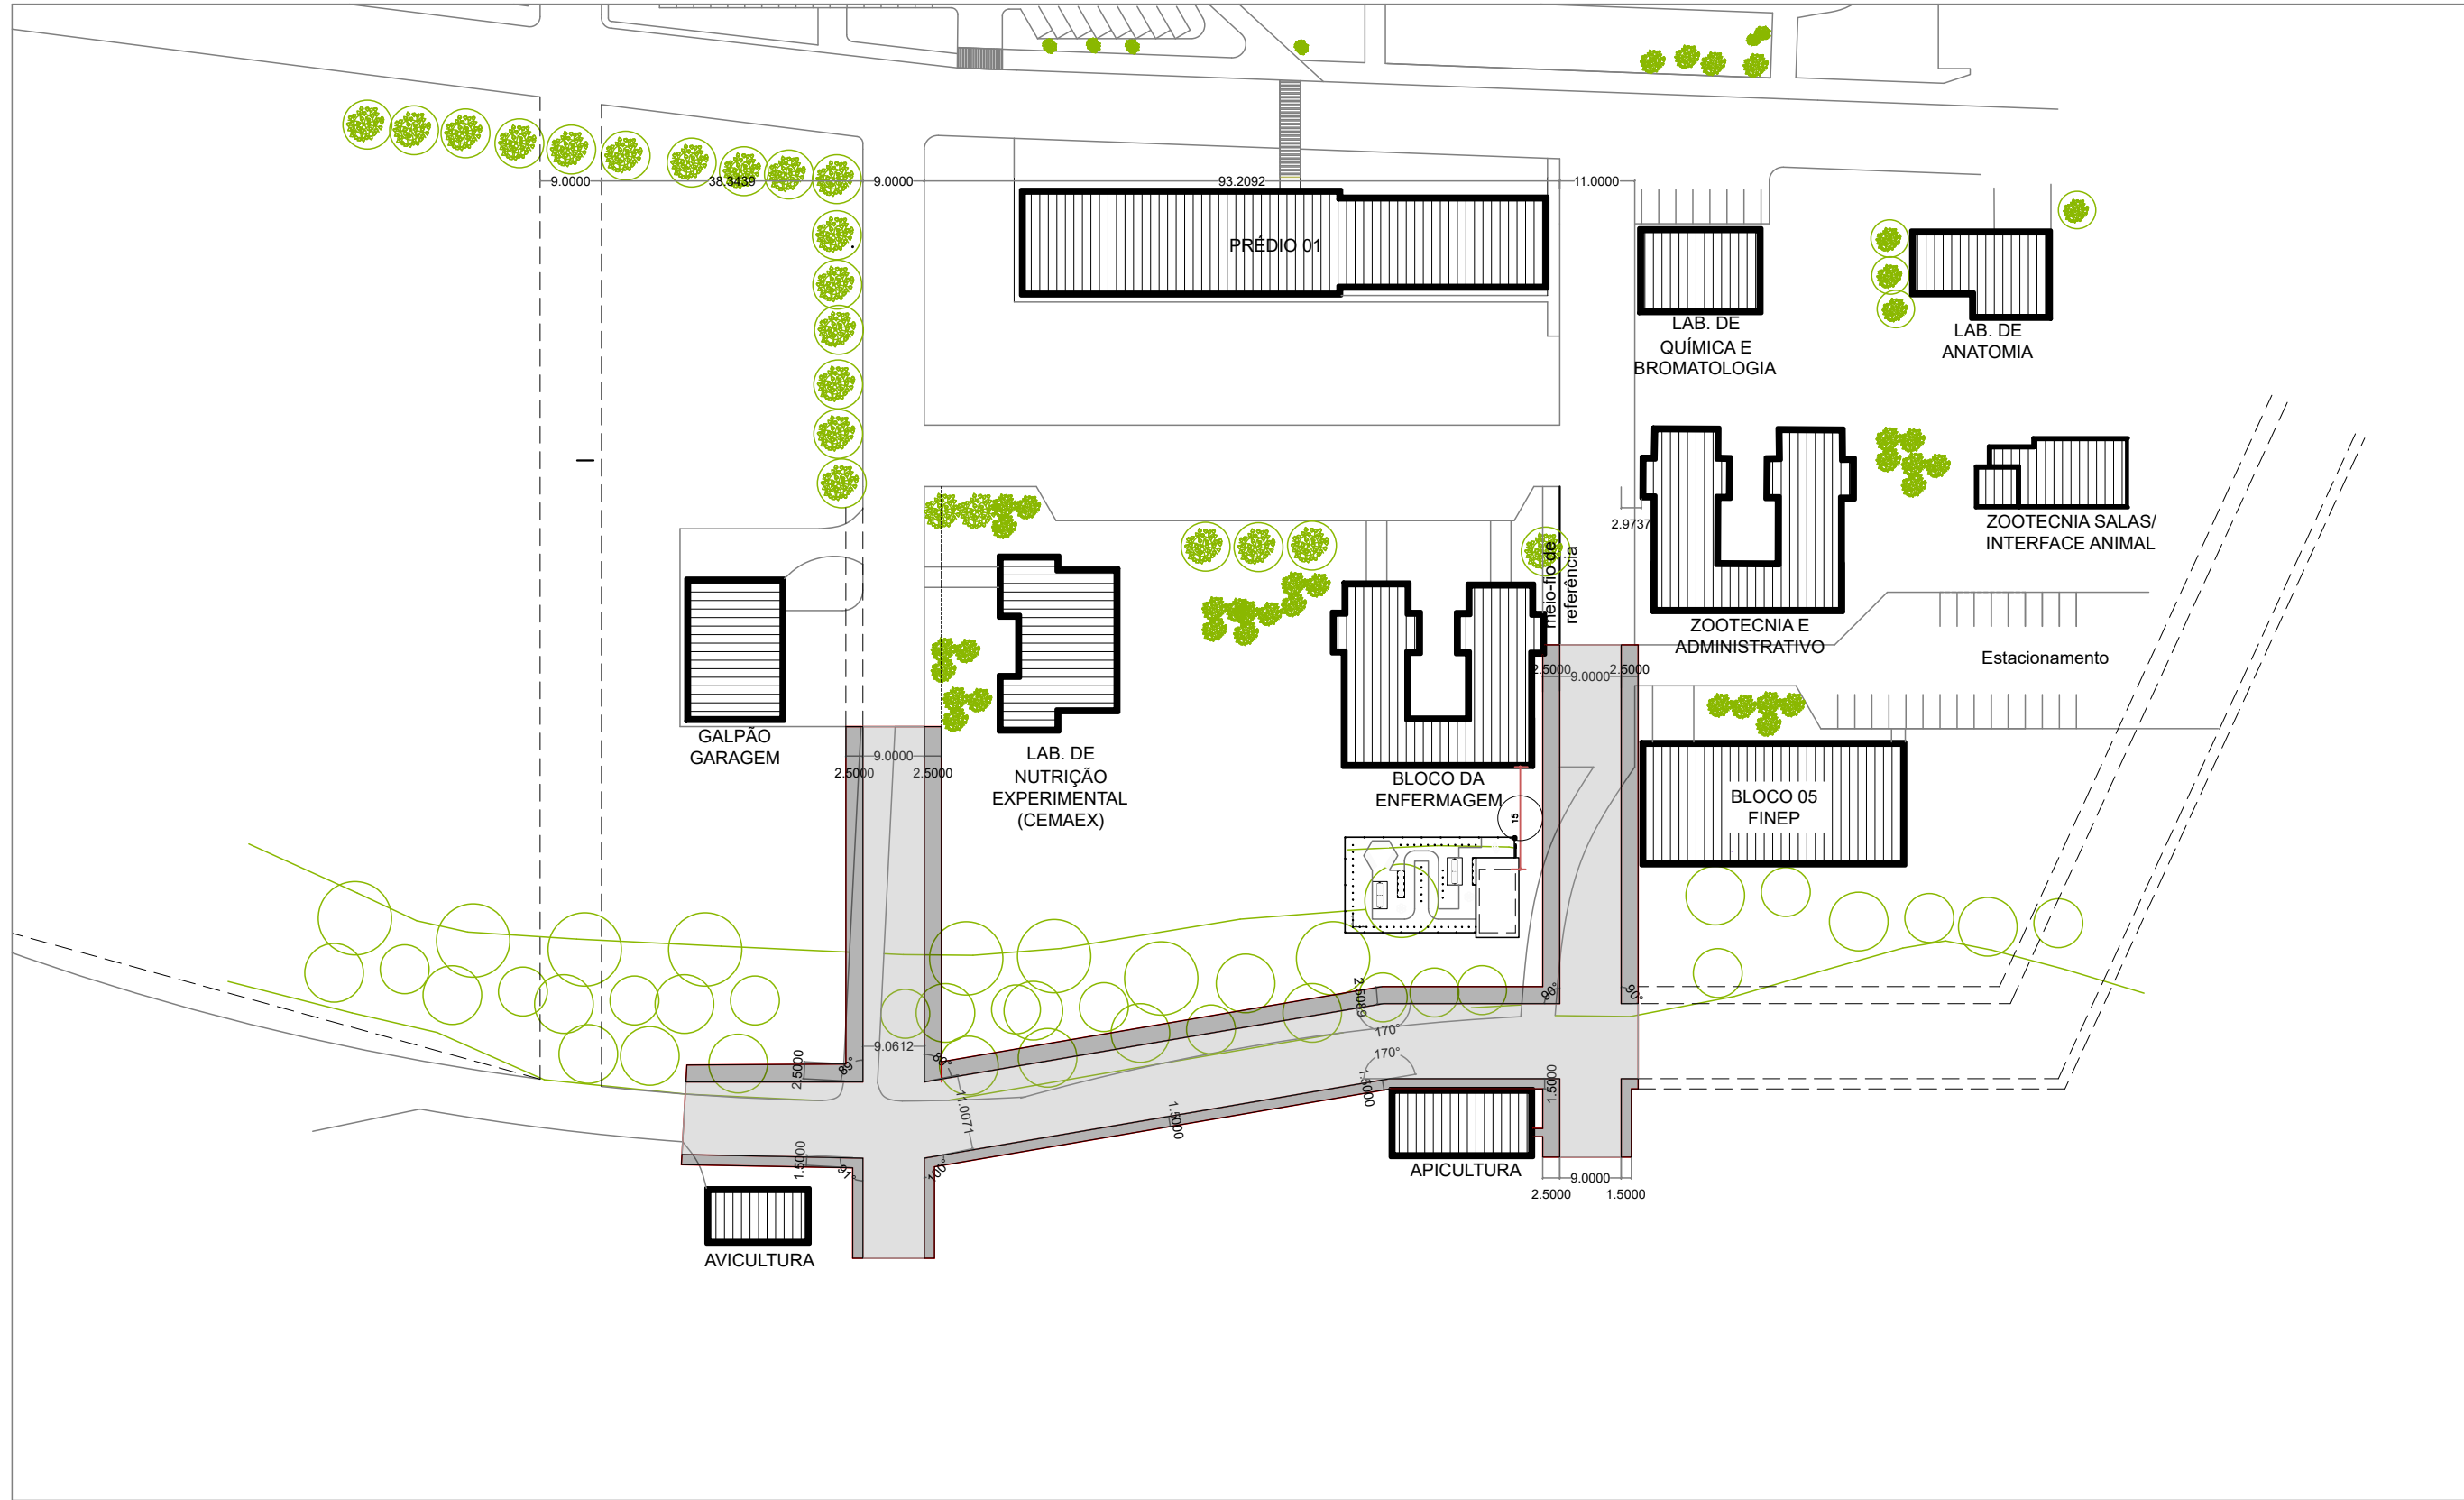 9.0000
38.3439
9.0000
93.2092
11.0000
PRÉDIO 01
LAB. DE
QUÍMICA E
BROMATOLOGIA
LAB. DE
ANATOMIA
2.9737
ZOOTECNIA SALAS/
INTERFACE ANIMAL
meio-fio de
referência
ZOOTECNIA E
ADMINISTRATIVO
Estacionamento
2.5000
9.0000
2.5000
GALPÃO
GARAGEM
9.0000
2.5000
2.5000
LAB. DE
NUTRIÇÃO
EXPERIMENTAL
(CEMAEX)
BLOCO DA
ENFERMAGEM
15
BLOCO 05
FINEP
2.5089
90°
90°
170°
170°
9.0612
2.5000
89°
80°
11.0071
1.5000
1.5000
1.5000
1.5000
91°
100°
APICULTURA
9.0000
2.5000
1.5000
AVICULTURA